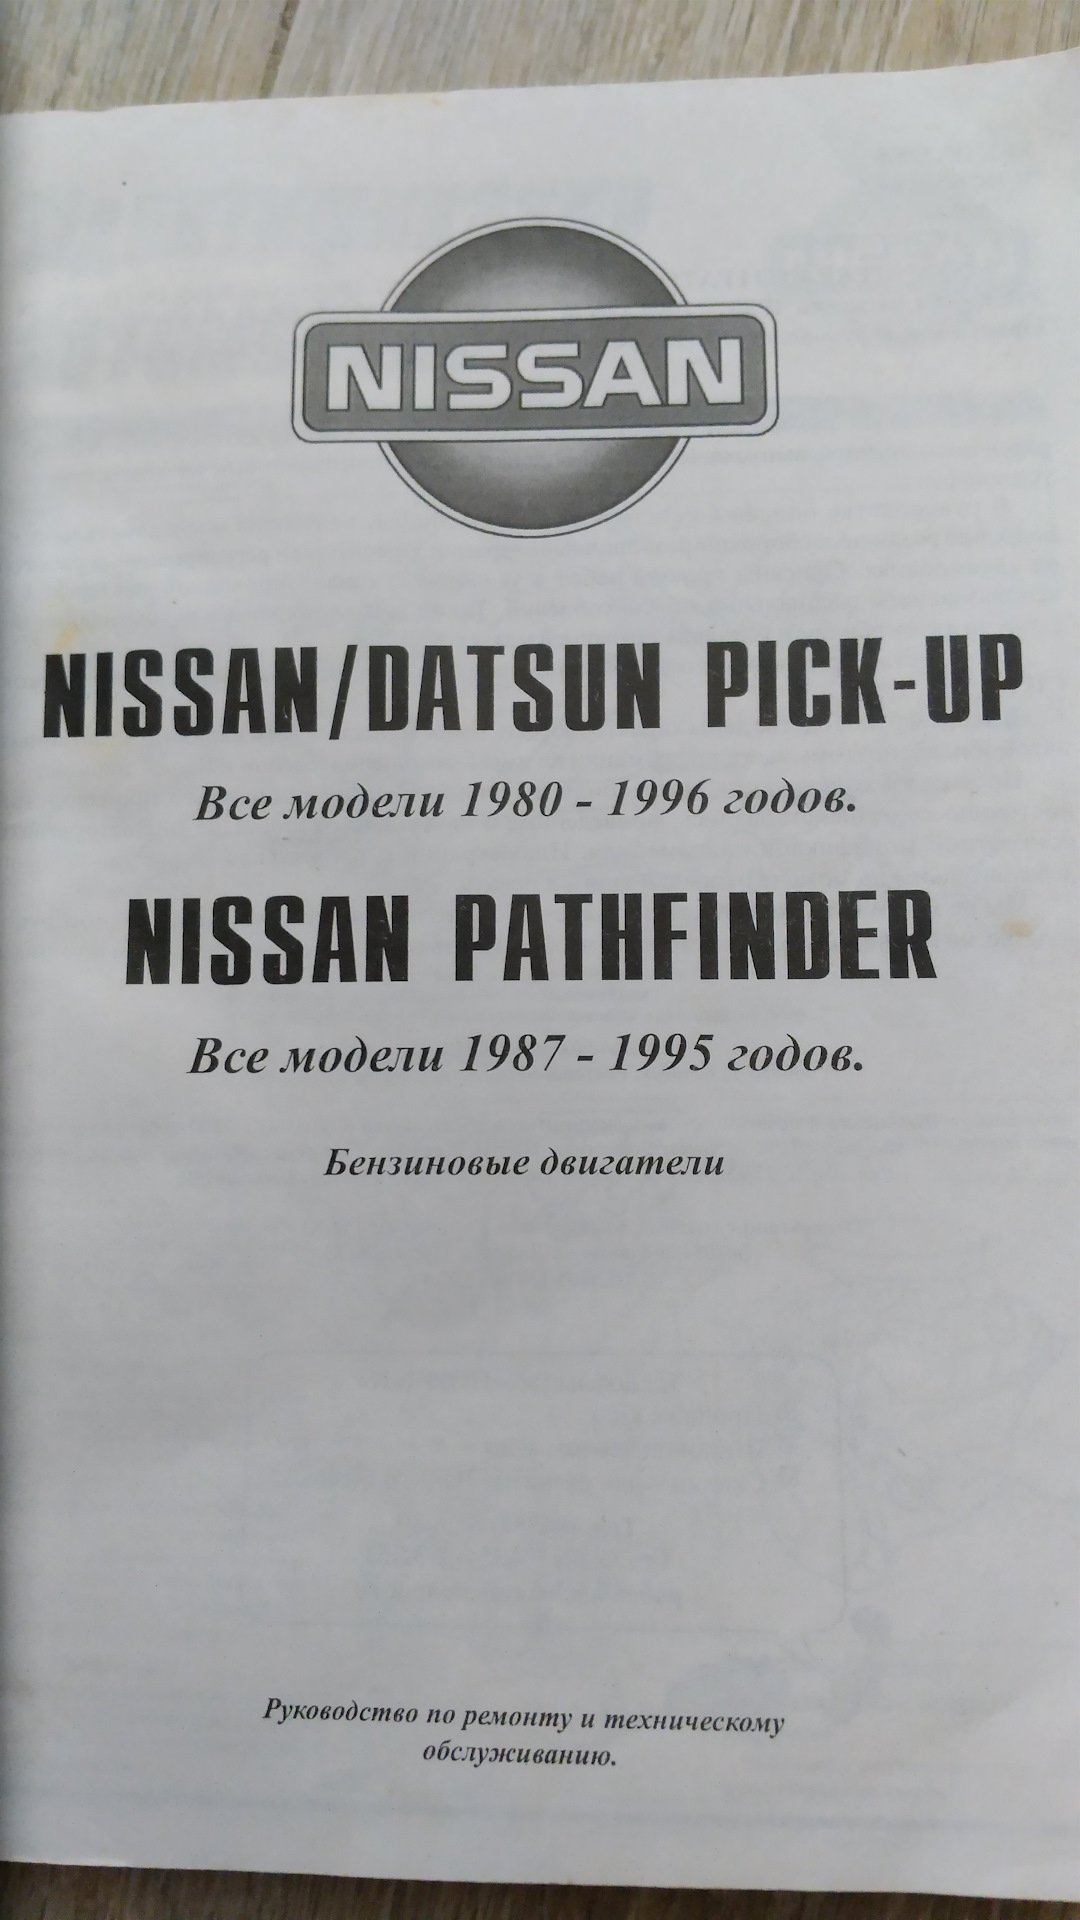 NISSAN
NISSAN/DATSUN PICK-UP
Все модели 1980 - 1996 годов.
NISSAN PATHFINDER
Все модели 1987 - 1995 годов.
Бензиновые двигатели
Руководство по ремонту и техническому
обслуживанию.